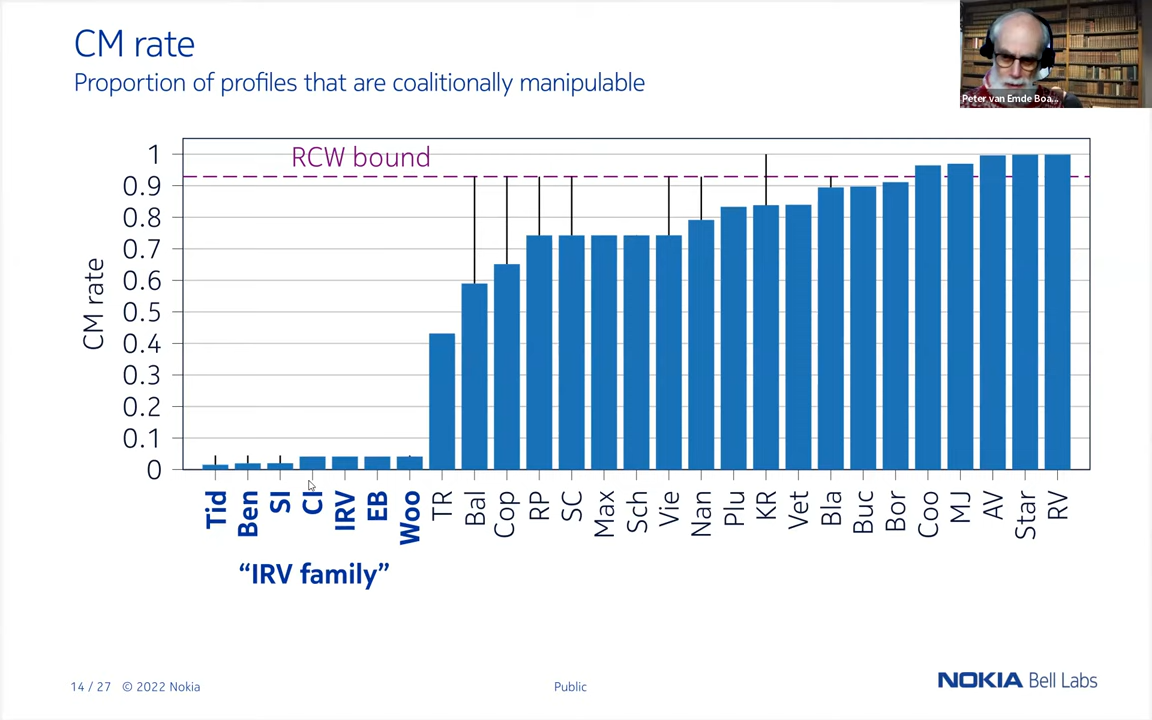 CM rate
Proportion of profiles that are coalitionally manipulable
Peter van Emde Boa...
RCW bound
1
0.9
0.8
0.7
0.6
0.5
0.4
0.3
0.2
0.1
0
CM rate
Tid Ben SI CI IRV EB Woo TR Bal Cop RP SC Max Sch Vie Nan Plu KR Vet Bla Buc Bor Coo MJ AV Star RV
“IRV family”
14 / 27 © 2022 Nokia Public NOKIA Bell Labs